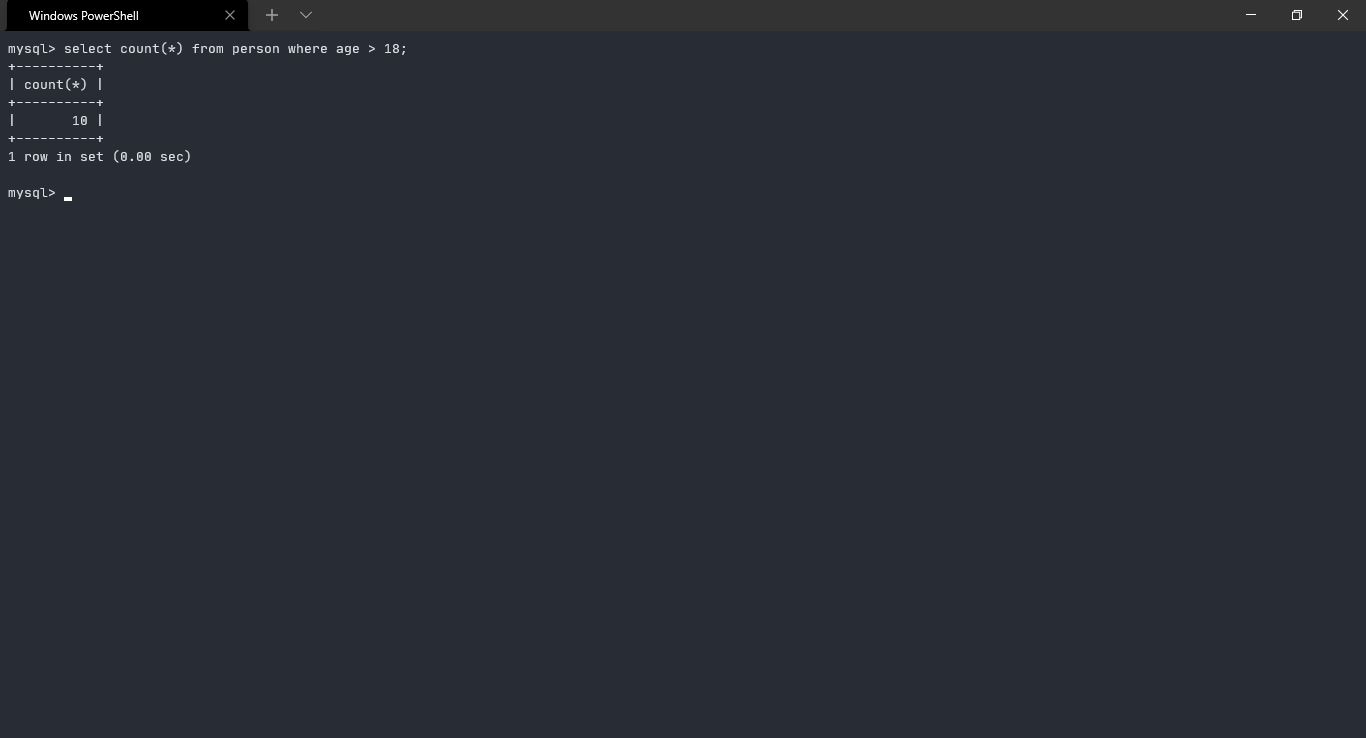 Windows PowerShell
mysql> select count(*) from person where age > 18;
+----------+
| count(*) |
+----------+
|       10 |
+----------+
1 row in set (0.00 sec)
mysql>